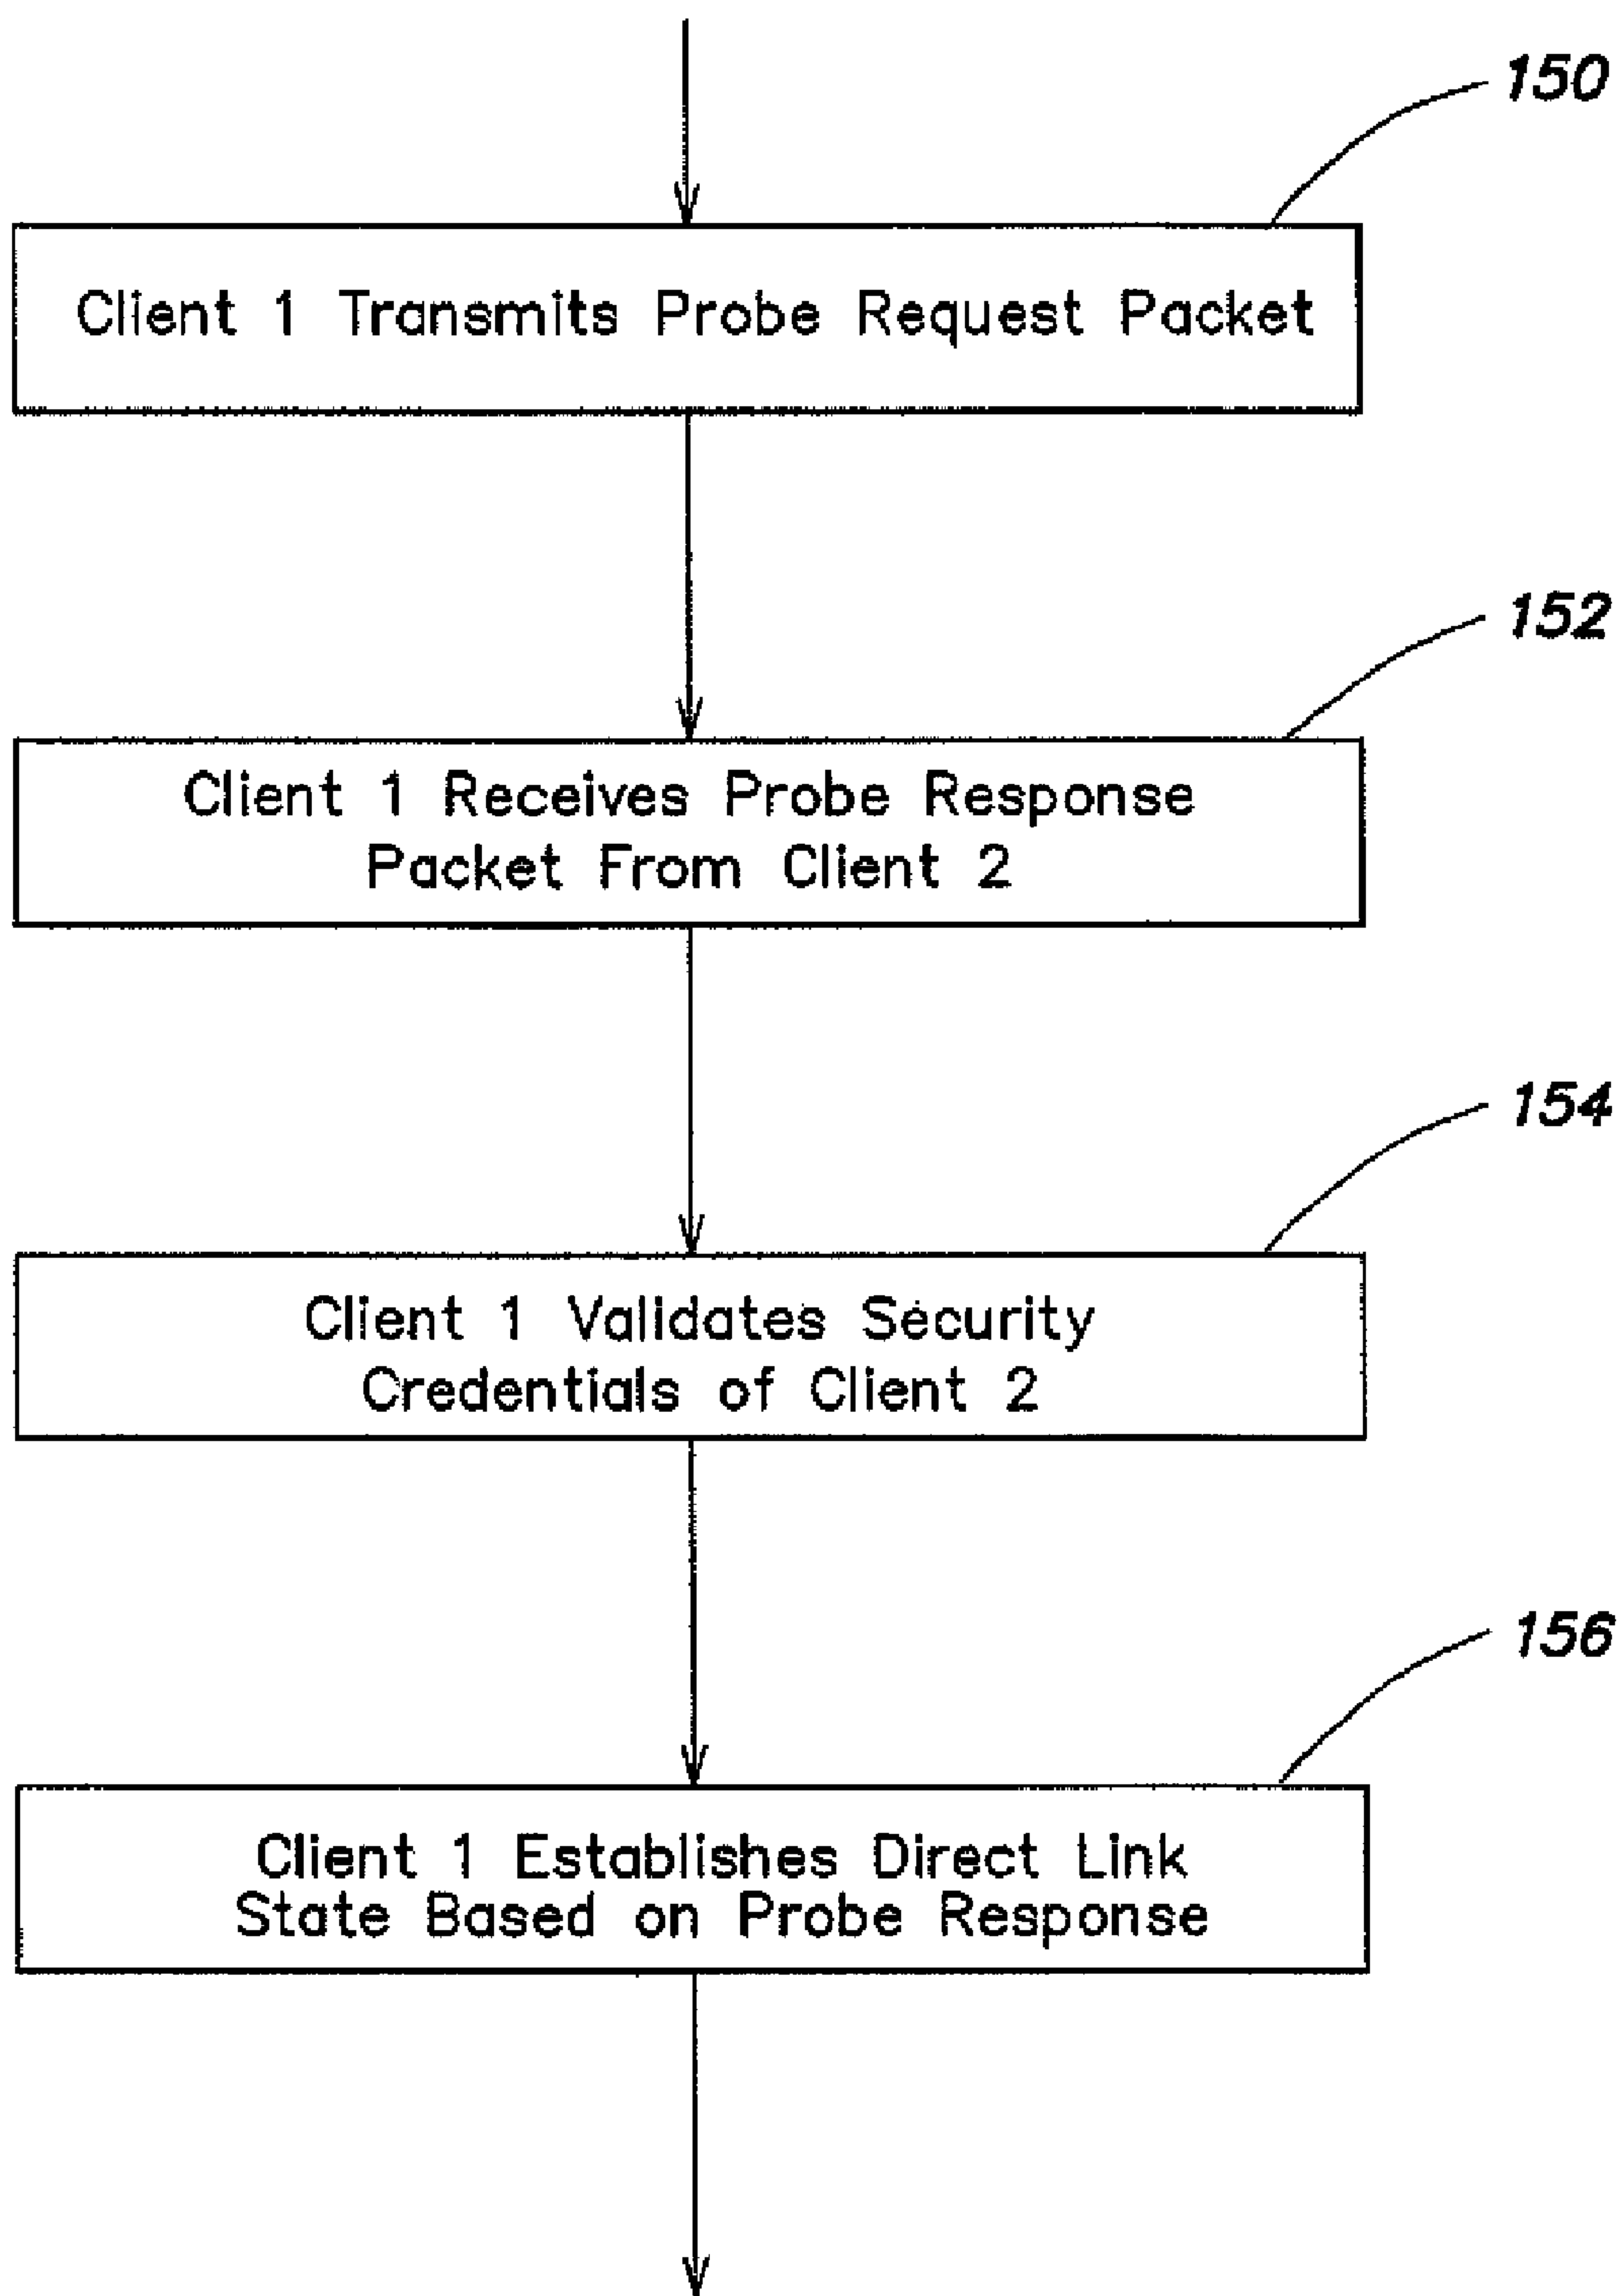 150
Client 1 Transmits Probe Request Packet
152
Client 1 Receives Probe Response
Packet From Client 2
154
Client 1 Validates Security
Credentials of Client 2
156
Client 1 Establishes Direct Link
State Based on Probe Response